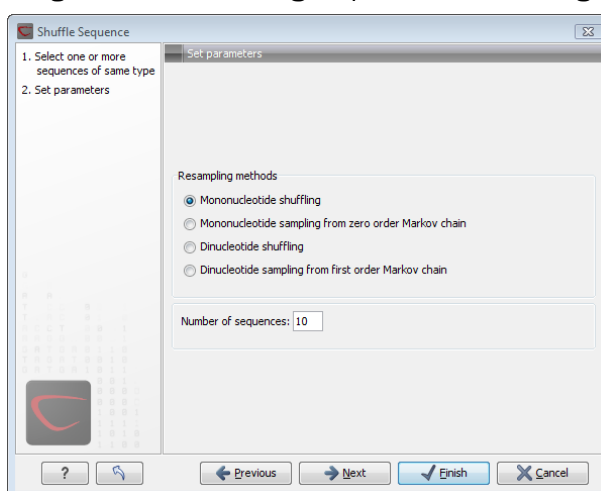 Shuffle Sequence
1. Select one or more
sequences of same type
2. Set parameters
Set parameters
Resampling methods
Mononucleotide shuffling
Mononucleotide sampling from zero order Markov chain
Dinucleotide shuffling
Dinucleotide sampling from first order Markov chain
Number of sequences: 10
?
Previous
Next
Finish
Cancel